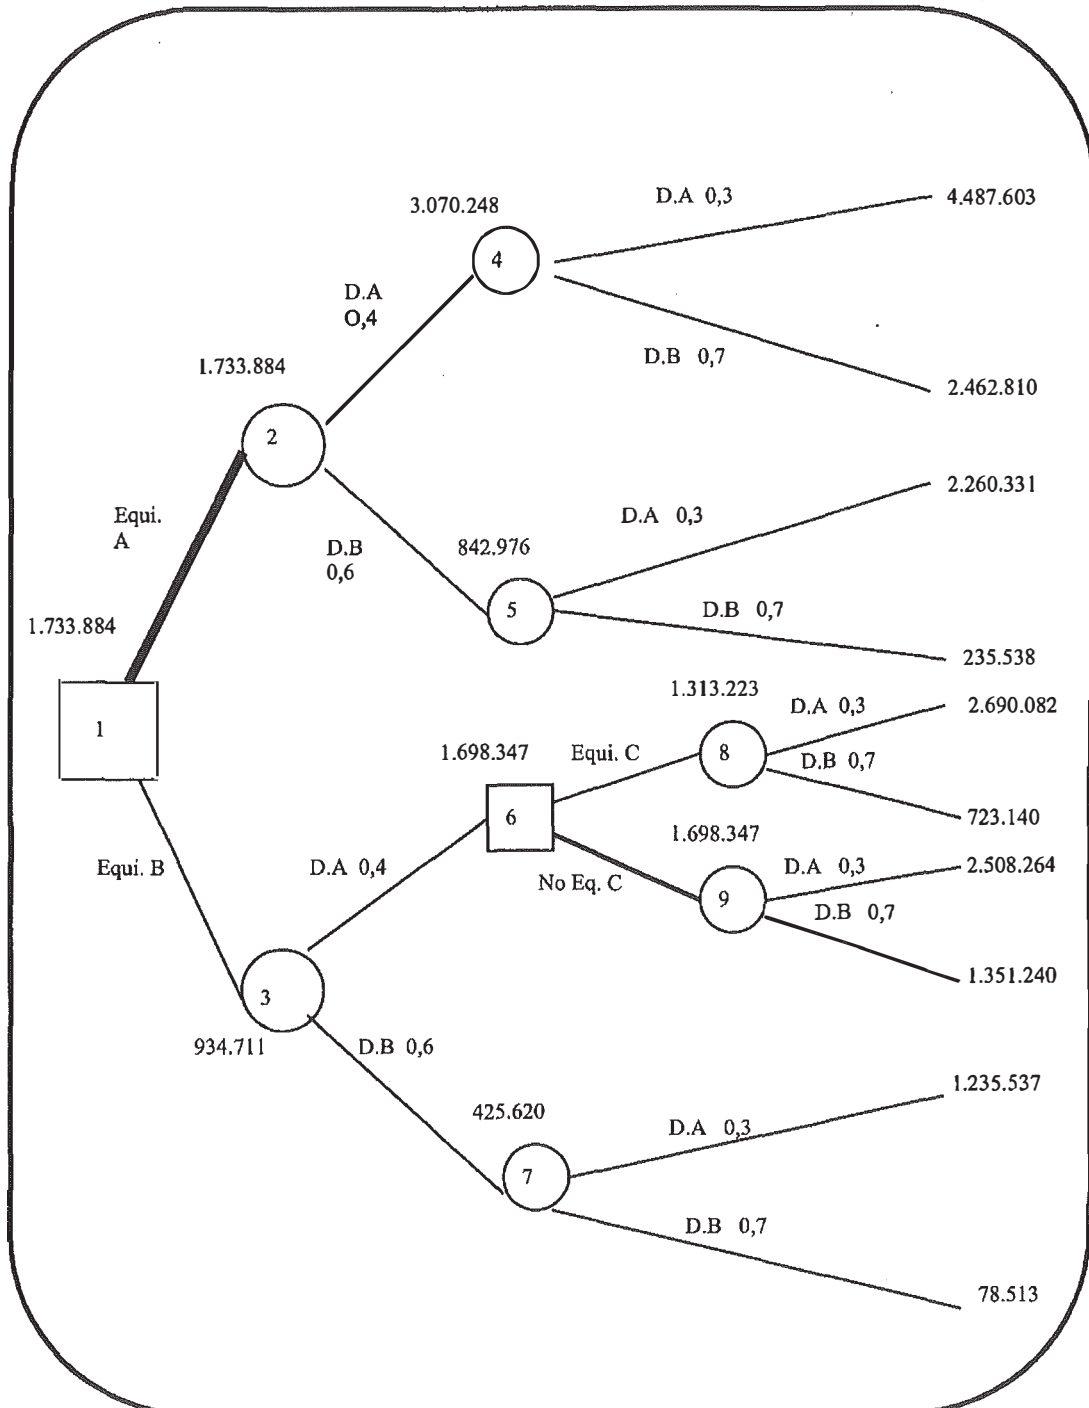 D.A 0,3
4.487.603
3.070.248
4
D.A
O,4
D.B 0,7
1.733.884
2.462.810
2
2.260.331
Equi.
A
D.A 0,3
D.B
0,6
842.976
5
D.B 0,7
1.733.884
235.538
1.313.223
D.A 0,3
2.690.082
1
1.698.347
Equi. C
8
D.B 0,7
6
723.140
1.698.347
Equi. B
D.A 0,4
No Eq. C
D.A 0,3
2.508.264
9
D.B 0,7
1.351.240
3
934.711
D.B 0,6
1.235.537
425.620
D.A 0,3
7
D.B 0,7
78.513